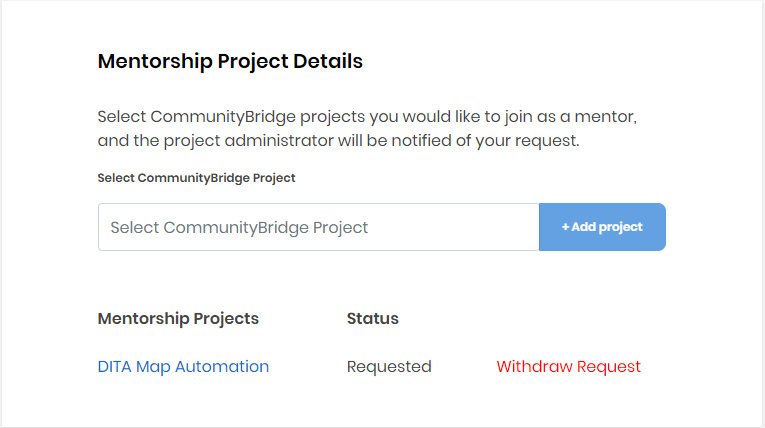 Mentorship Project Details
Select CommunityBridge projects you would like to join as a mentor,
and the project administrator will be notified of your request.
Select CommunityBridge Project
Select CommunityBridge Project
+ Add project
Mentorship Projects Status
DITA Map Automation Requested Withdraw Request